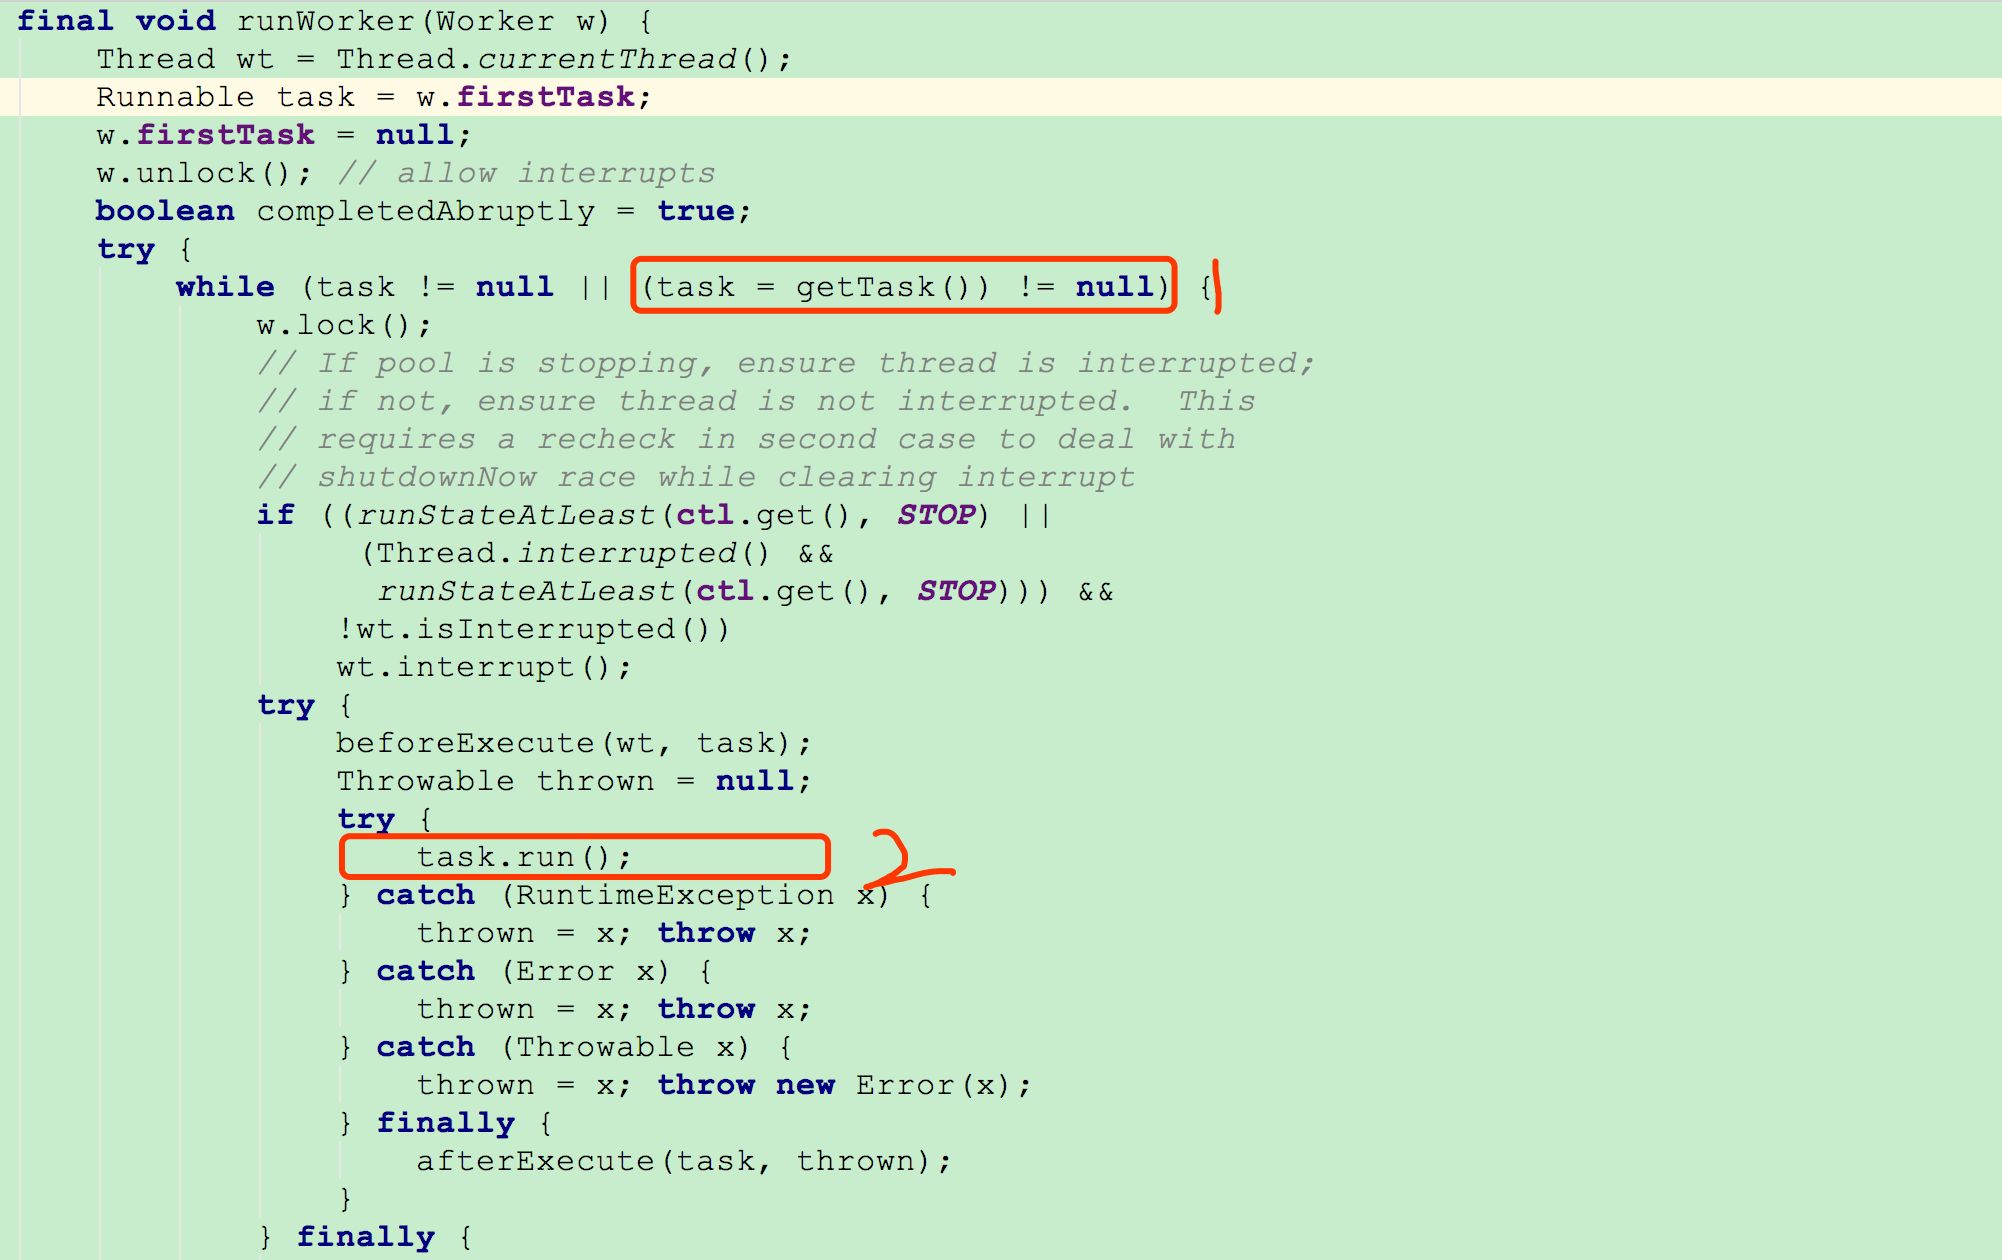 final void runWorker(Worker w) {
    Thread wt = Thread.currentThread();
    Runnable task = w.firstTask;
    w.firstTask = null;
    w.unlock(); // allow interrupts
    boolean completedAbruptly = true;
    try {
        while (task != null || (task = getTask()) != null) { 1
            w.lock();
            // If pool is stopping, ensure thread is interrupted;
            // if not, ensure thread is not interrupted.  This
            // requires a recheck in second case to deal with
            // shutdownNow race while clearing interrupt
            if ((runStateAtLeast(ctl.get(), STOP) ||
                 (Thread.interrupted() &&
                  runStateAtLeast(ctl.get(), STOP))) &&
                !wt.isInterrupted())
                wt.interrupt();
            try {
                beforeExecute(wt, task);
                Throwable thrown = null;
                try {
                    task.run(); 2
                } catch (RuntimeException x) {
                    thrown = x; throw x;
                } catch (Error x) {
                    thrown = x; throw x;
                } catch (Throwable x) {
                    thrown = x; throw new Error(x);
                } finally {
                    afterExecute(task, thrown);
                }
            } finally {